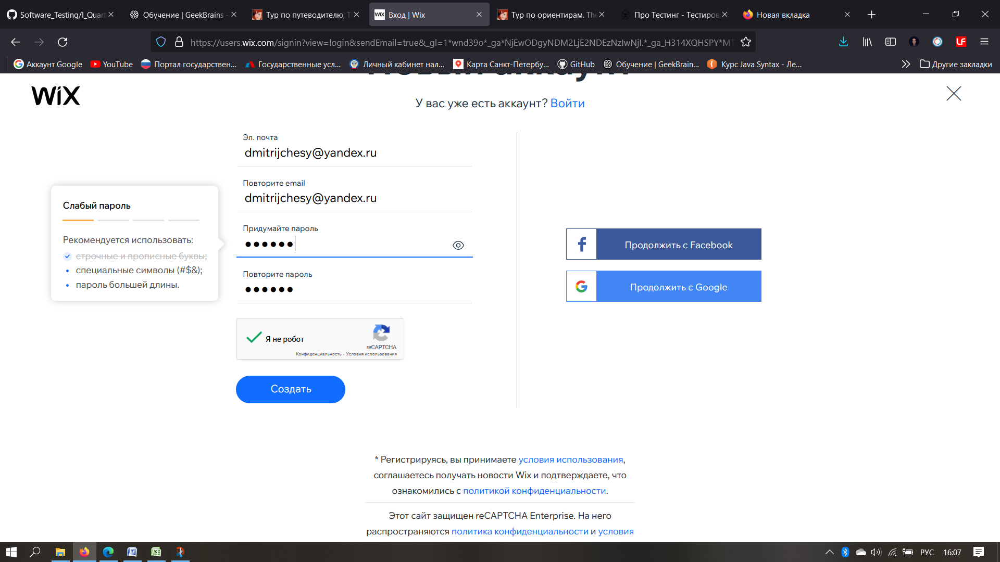 Software_Testing/I_Quart
Обучение | GeekBrains -
Тур по путеводителю, Th
Вход | Wix
Тур по ориентирам. The
Про Тестинг - Тестиров
Новая вкладка
https://users.wix.com/signin?view=login&sendEmail=true&_gl=1*wnd39o*_ga*NjEwODgyNDM2LjE2NDEzNzIwNjI.*_ga_H314XQHSPY*MT
Аккаунт Google
YouTube
Портал государствен...
Государственные усл...
Личный кабинет нал...
Карта Санкт-Петербу...
GitHub
Обучение | GeekBrain...
Курс Java Syntax - Ле...
Другие закладки
WiX
Новый аккаунт
У вас уже есть аккаунт? Войти
Эл. почта
dmitrijchesy@yandex.ru
Повторите email
dmitrijchesy@yandex.ru
Слабый пароль
Рекомендуется использовать:
строчные и прописные буквы;
• специальные символы (#$&);
• пароль большей длины.
Придумайте пароль
●●●●●●
Повторите пароль
●●●●●●
Я не робот
reCAPTCHA
Конфиденциальность - Условия использования
Создать
Продолжить с Facebook
Продолжить с Google
* Регистрируясь, вы принимаете условия использования,
соглашаетесь получать новости Wix и подтверждаете, что
ознакомились с политикой конфиденциальности.
Этот сайт защищен reCAPTCHA Enterprise. На него
распространяются политика конфиденциальности и условия
РУС
16:07